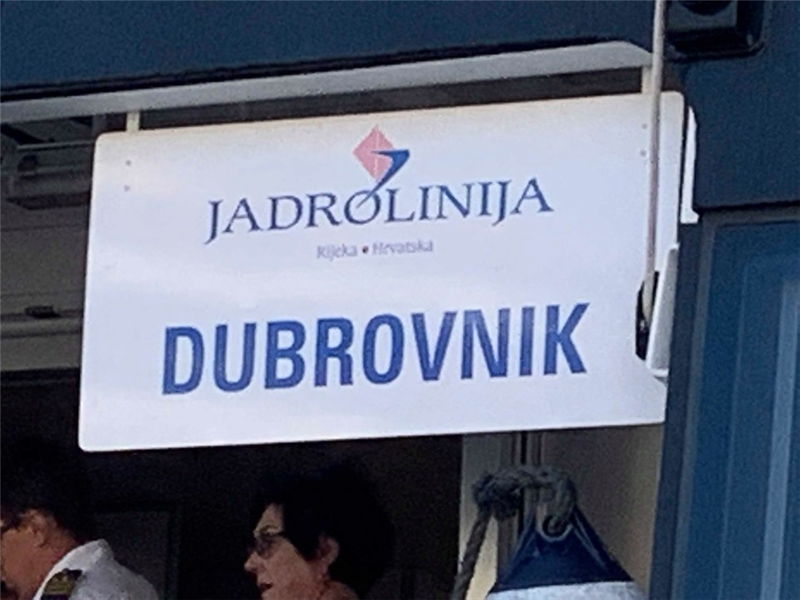 JADROLINIJA
Rijeka • Hrvatska
DUBROVNIK